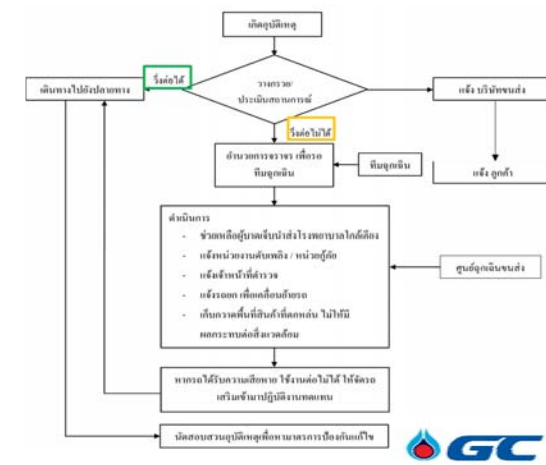 เกิดอุบัติเหตุ
วิ่งต่อได้
เดินทางไปยังปลายทาง
วางกรวย/
ประเมินสถานการณ์
แจ้ง บริษัทขนส่ง
วิ่งต่อไม่ได้
อำนวยการจราจร เพื่อรอ
ทีมฉุกเฉิน
ทีมฉุกเฉิน
แจ้ง ลูกค้า
ดำเนินการ
- ช่วยเหลือผู้บาดเจ็บนำส่งโรงพยาบาลใกล้เคียง
- แจ้งหน่วยงานดับเพลิง / หน่วยกู้ภัย
- แจ้งเจ้าหน้าที่ตำรวจ
- แจ้งรถยก เพื่อเคลื่อนย้ายรถ
- เก็บกวาดพื้นที่สินค้าที่ตกหล่น ไม่ให้มี
ผลกระทบต่อสิ่งแวดล้อม
ศูนย์ฉุกเฉินขนส่ง
หากรถได้รับความเสียหาย ใช้งานต่อไม่ได้ ให้จัดรถ
เสริมเข้ามาปฏิบัติงานทดแทน
นัดสอบสวนอุบัติเหตุเพื่อหามาตรการป้องกันแก้ไข
GC